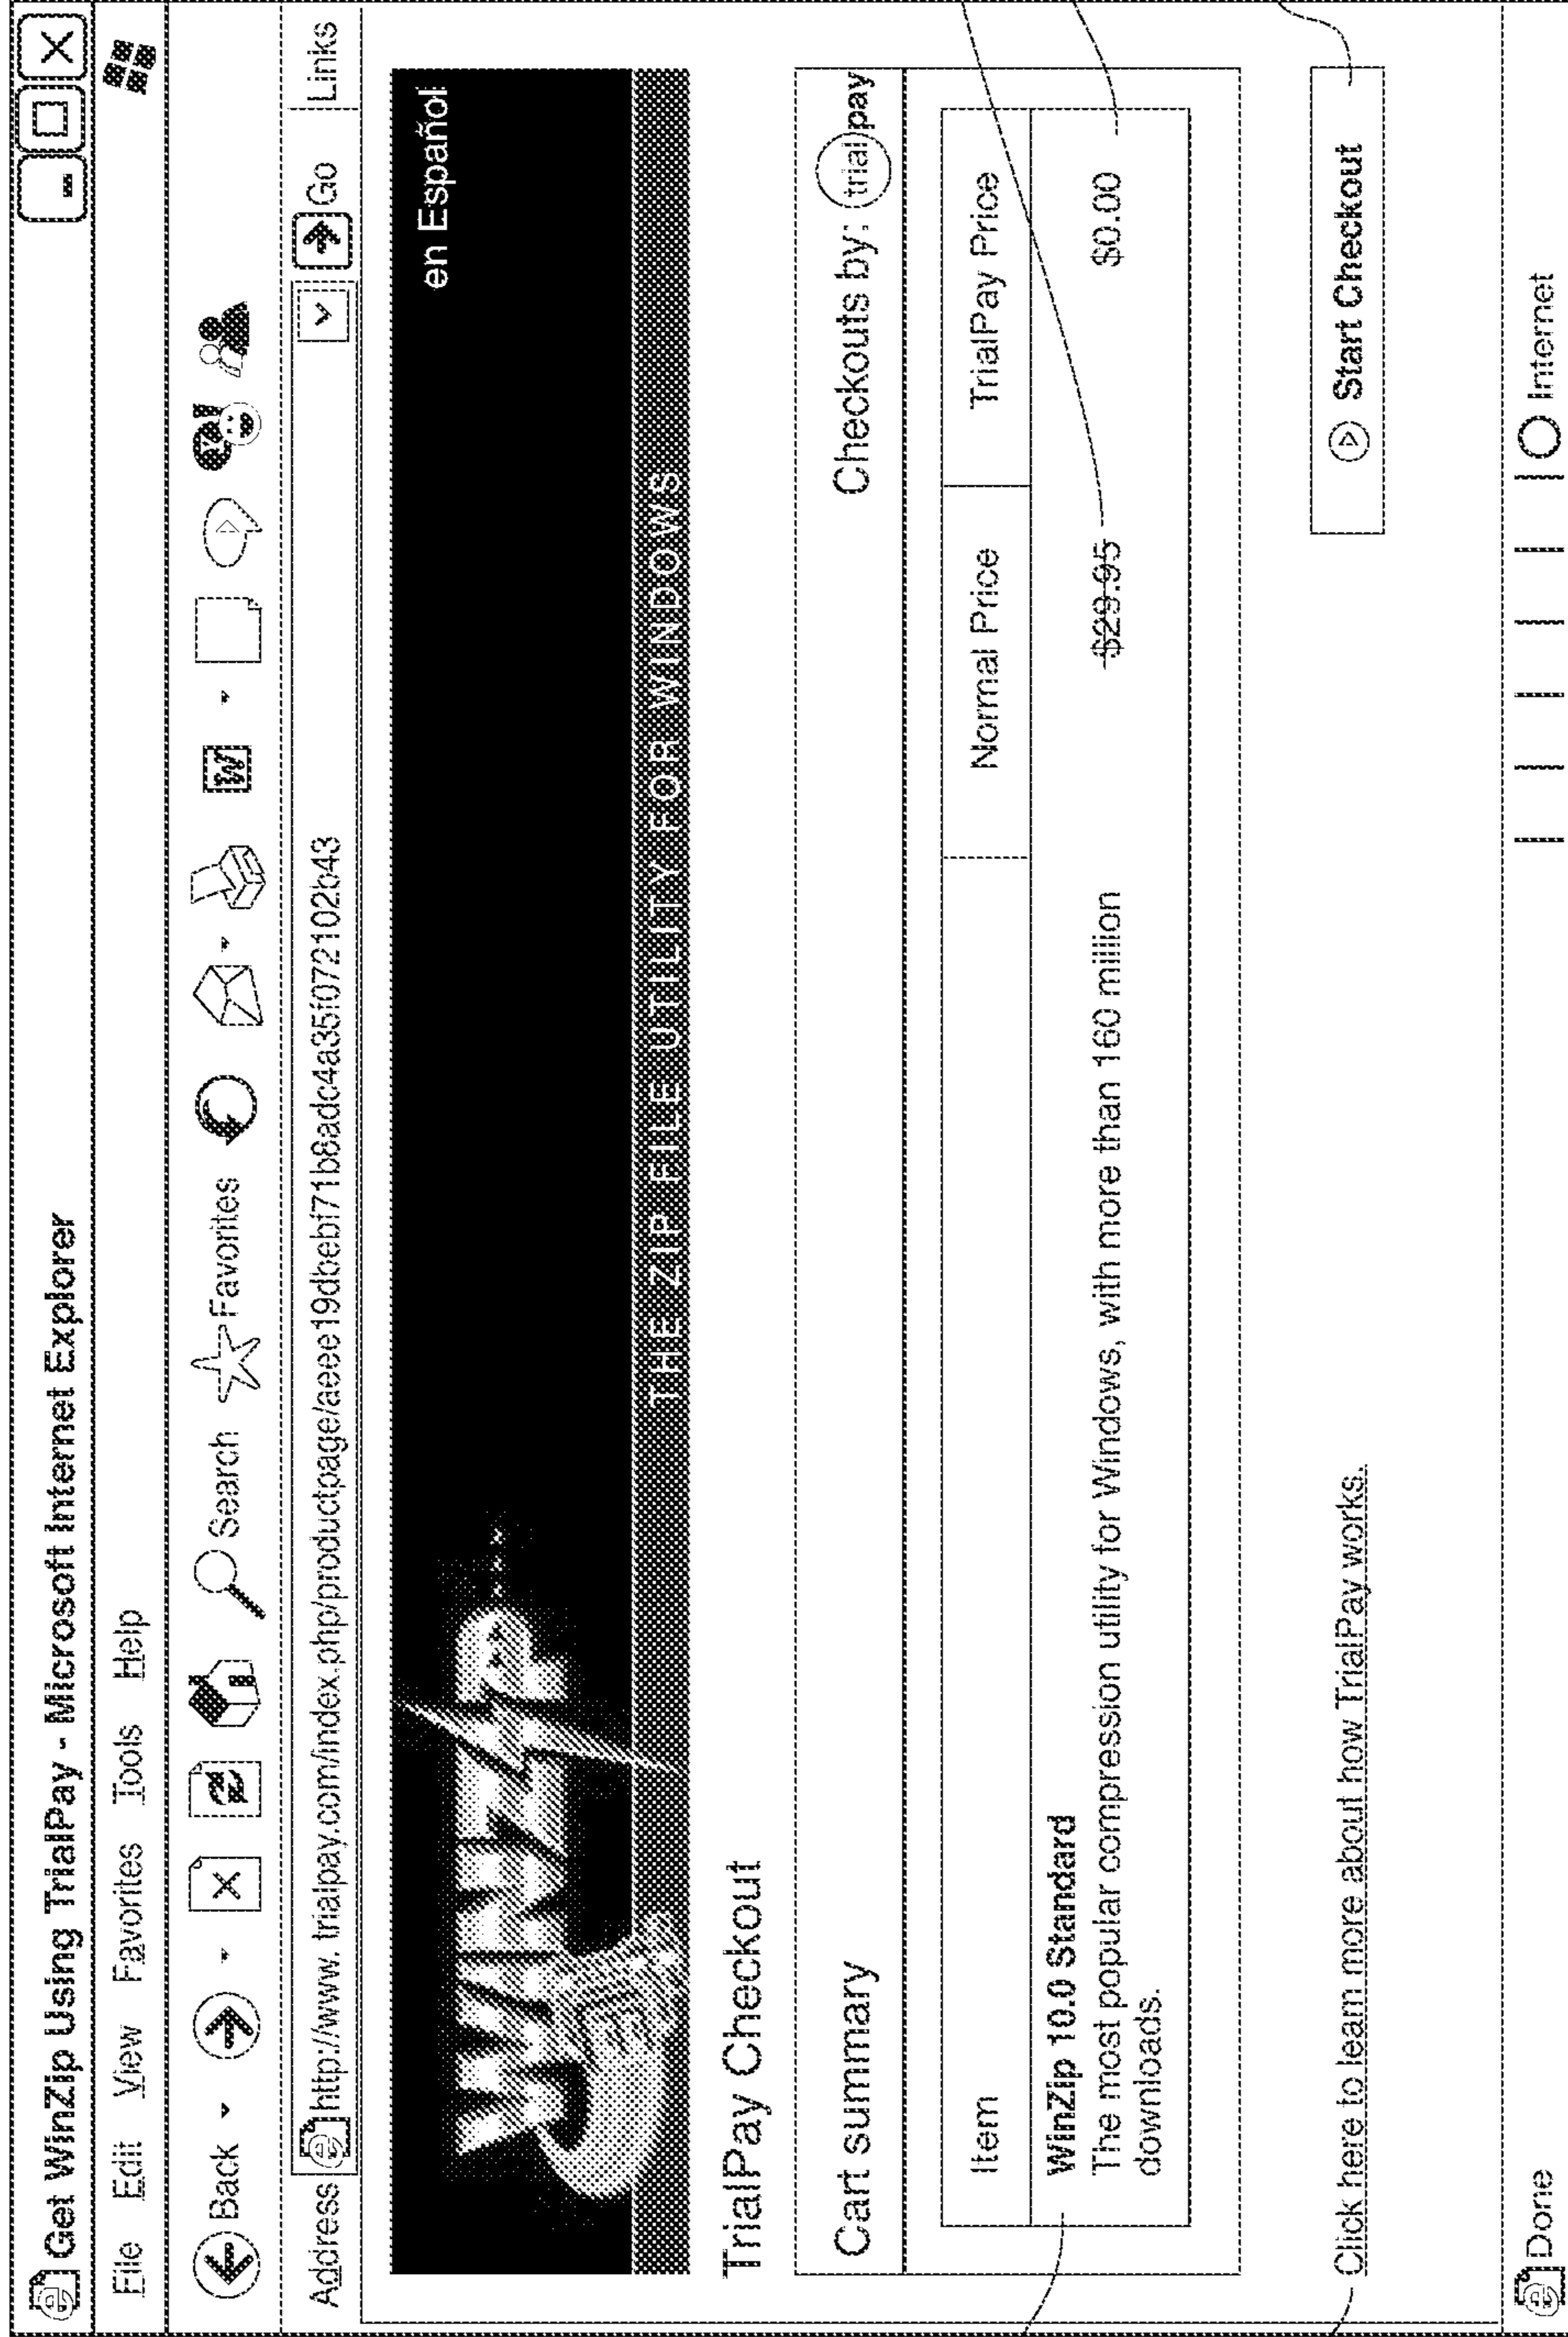 Get WinZip Using TrialPay - Microsoft Internet Explorer
File Edit View Favorites Tools Help
Back Search Favorites W
Address http://www.trialpay.com/index.php/productpage/aeee19dbebf71b8adc4a35f072102b43 Go Links
en Español
WINZIP
THE ZIP FILE UTILITY FOR WINDOWS
TrialPay Checkout
Cart summary Checkouts by: trialpay
Item Normal Price TrialPay Price
WinZip 10.0 Standard
The most popular compression utility for Windows, with more than 160 million $29.95 $0.00
downloads.
Click here to learn more about how TrialPay works. Start Checkout
Done Internet